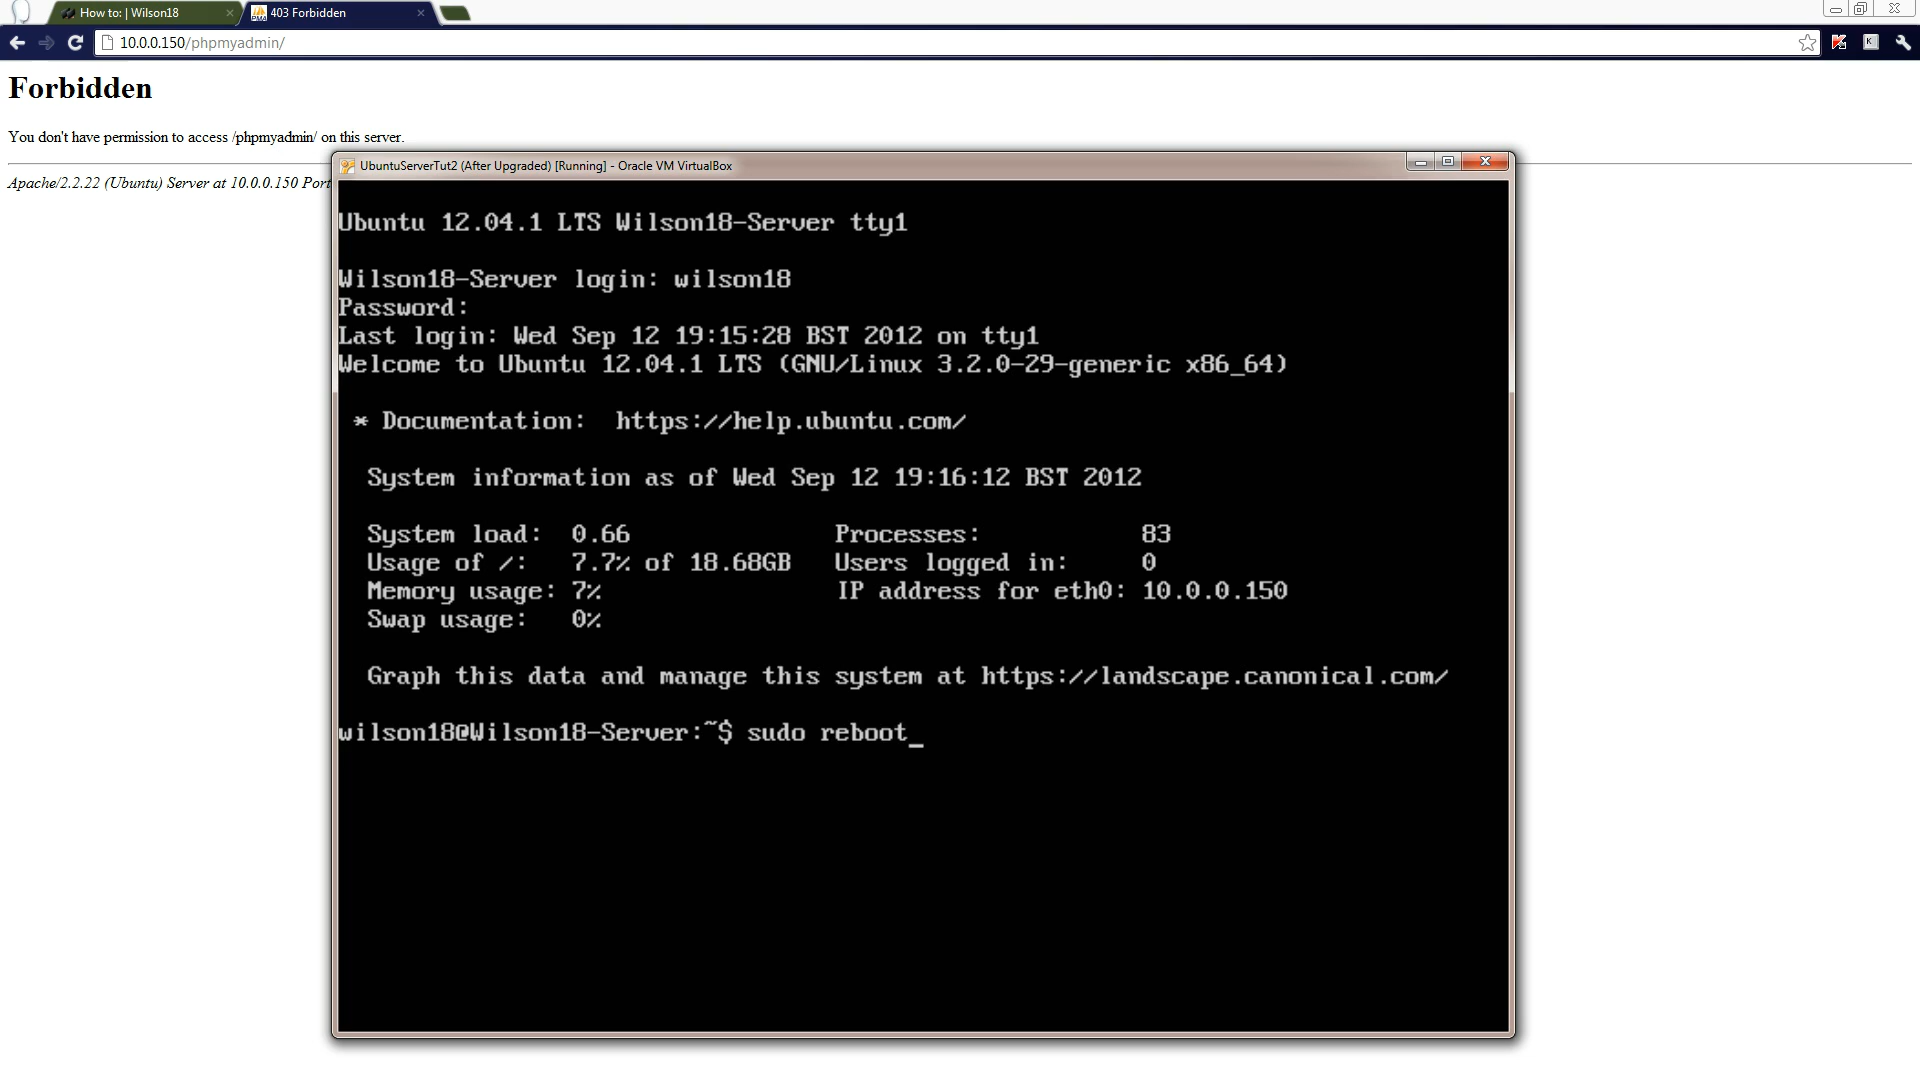 How to: | Wilson18
403 Forbidden
10.0.0.150/phpmyadmin/
Forbidden
You don't have permission to access /phpmyadmin/ on this server.
Apache/2.2.22 (Ubuntu) Server at 10.0.0.150 Port
UbuntuServerTut2 (After Upgraded) [Running] - Oracle VM VirtualBox
Ubuntu 12.04.1 LTS Wilson18-Server tty1
Wilson18-Server login: wilson18
Password:
Last login: Wed Sep 12 19:15:28 BST 2012 on tty1
Welcome to Ubuntu 12.04.1 LTS (GNU/Linux 3.2.0-29-generic x86_64)
* Documentation: https://help.ubuntu.com/
System information as of Wed Sep 12 19:16:12 BST 2012
System load: 0.66 Processes: 83
Usage of /: 7.7% of 18.68GB Users logged in: 0
Memory usage: 7% IP address for eth0: 10.0.0.150
Swap usage: 0%
Graph this data and manage this system at https://landscape.canonical.com/
wilson18@Wilson18-Server:~$ sudo reboot_